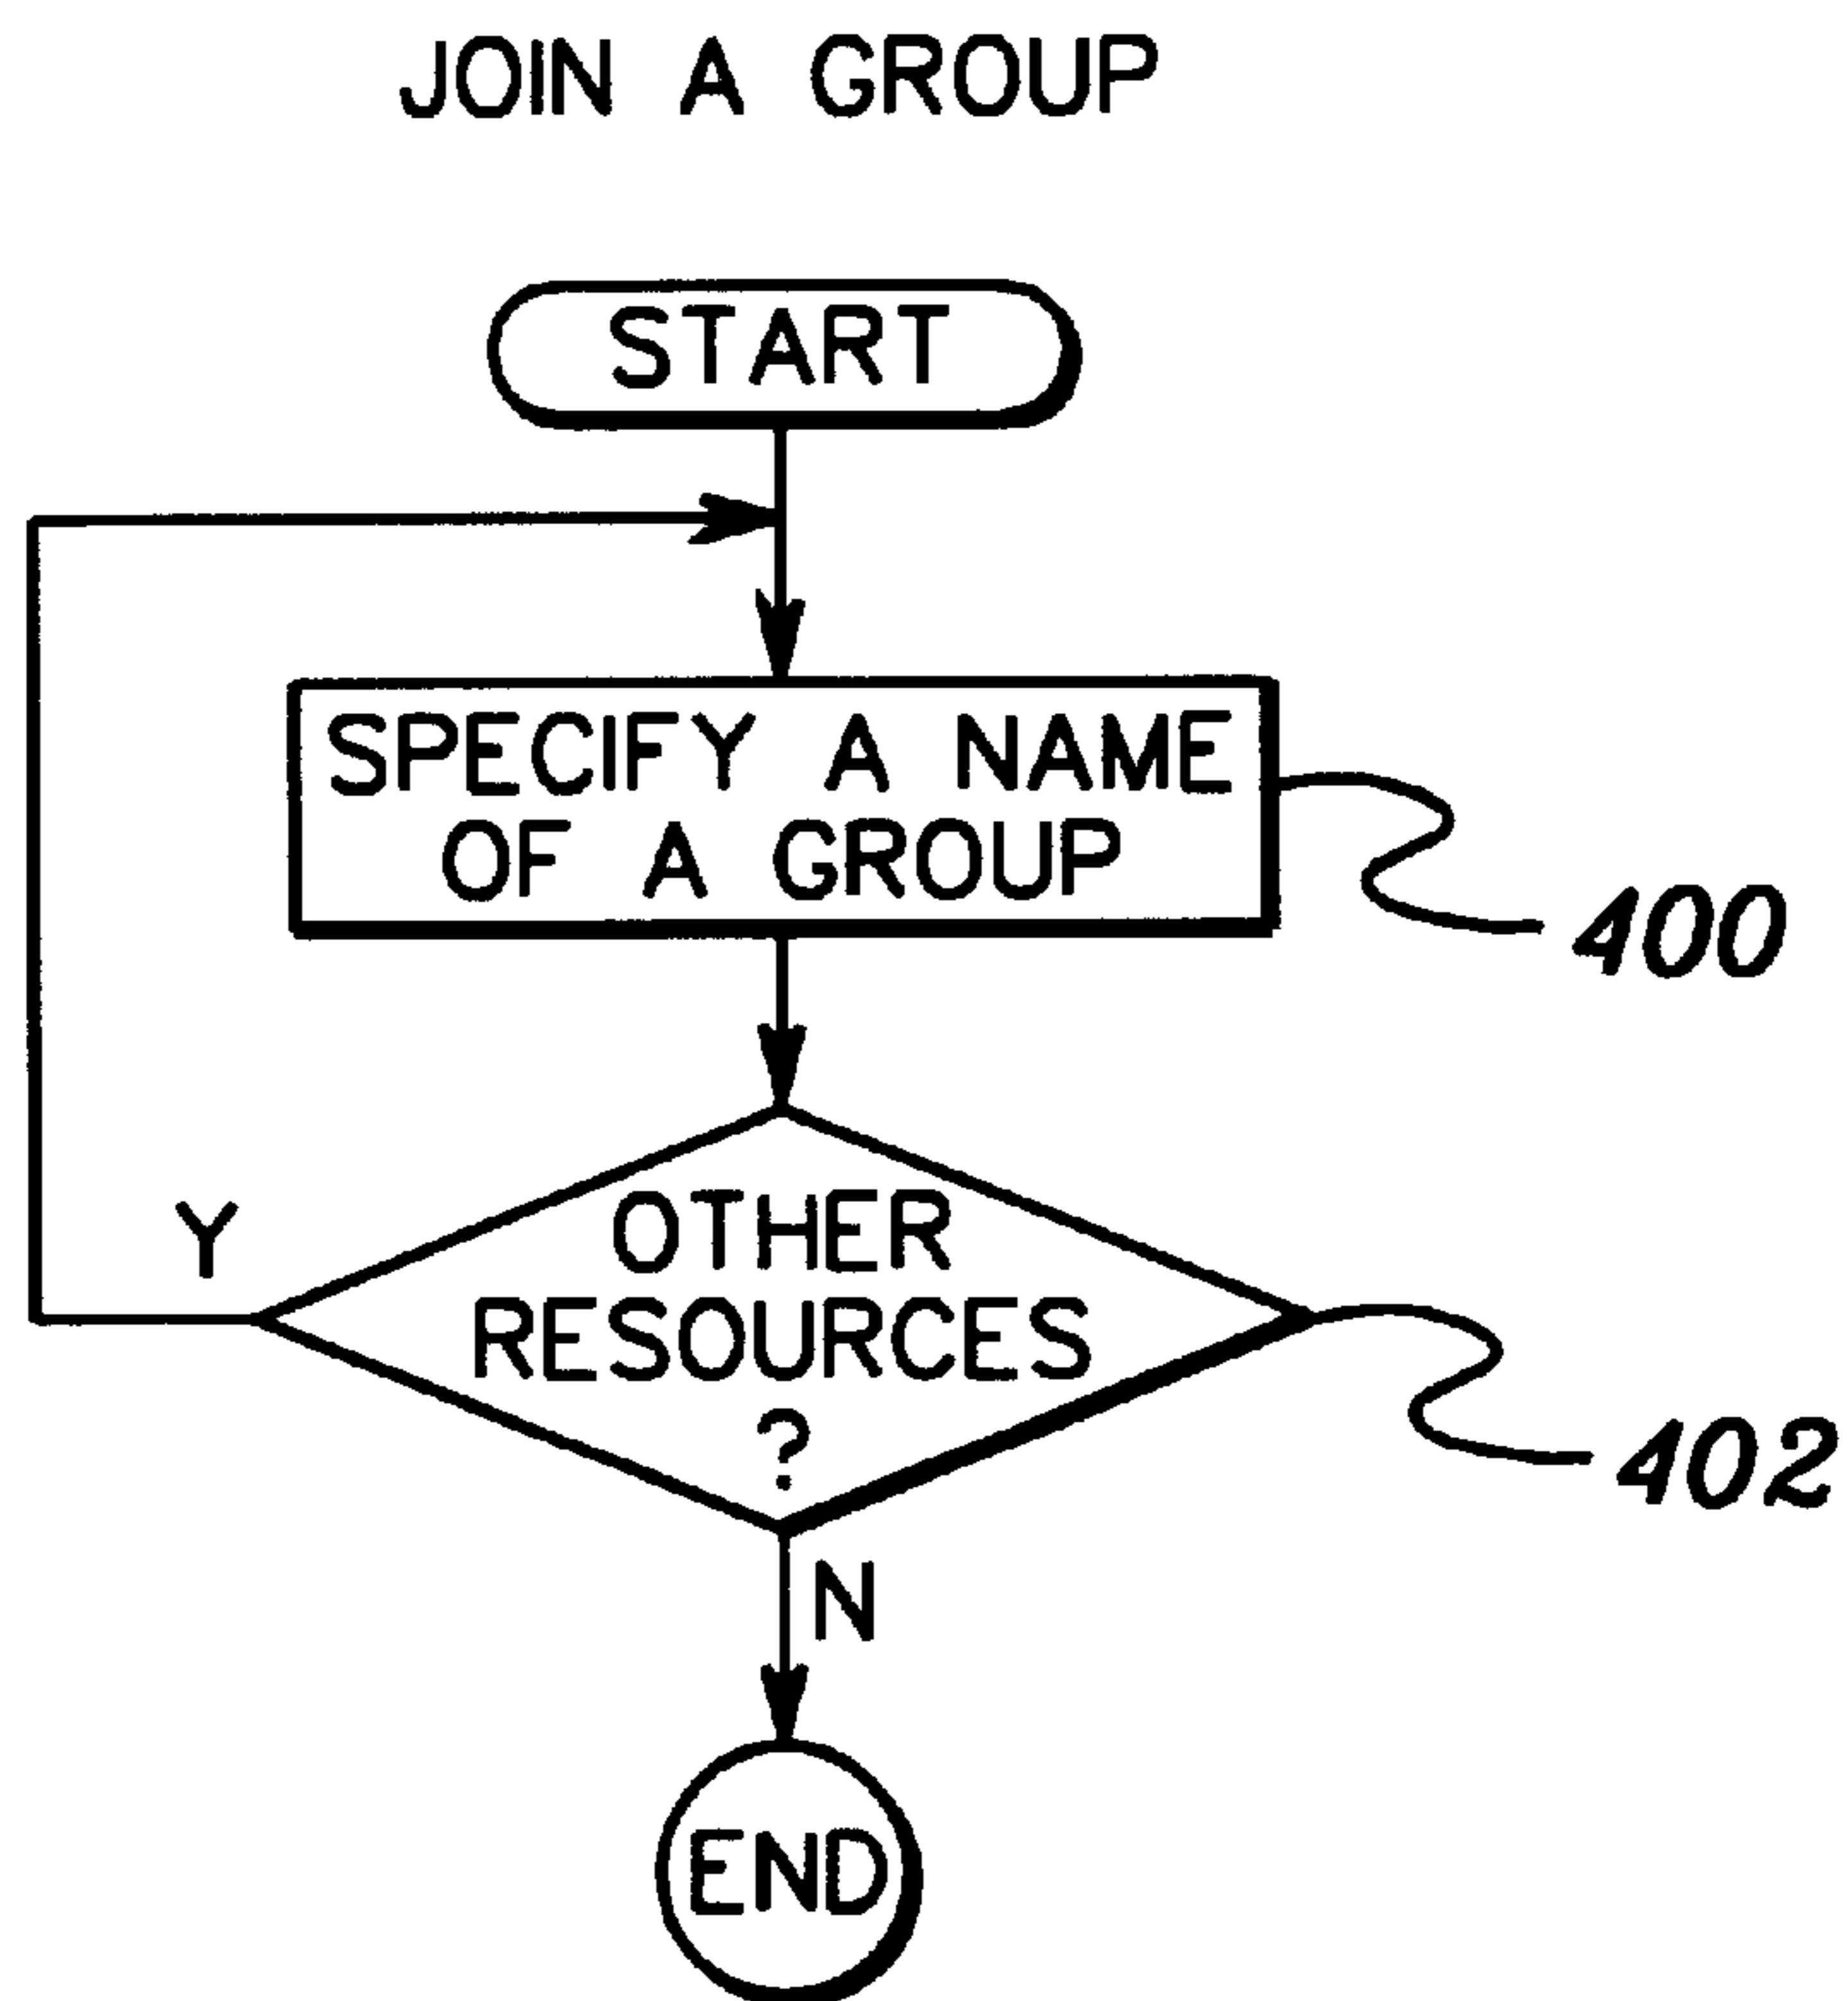 JOIN A GROUP
START
SPECIFY A NAME
OF A GROUP
400
Y
OTHER
RESOURCES
?
402
N
END